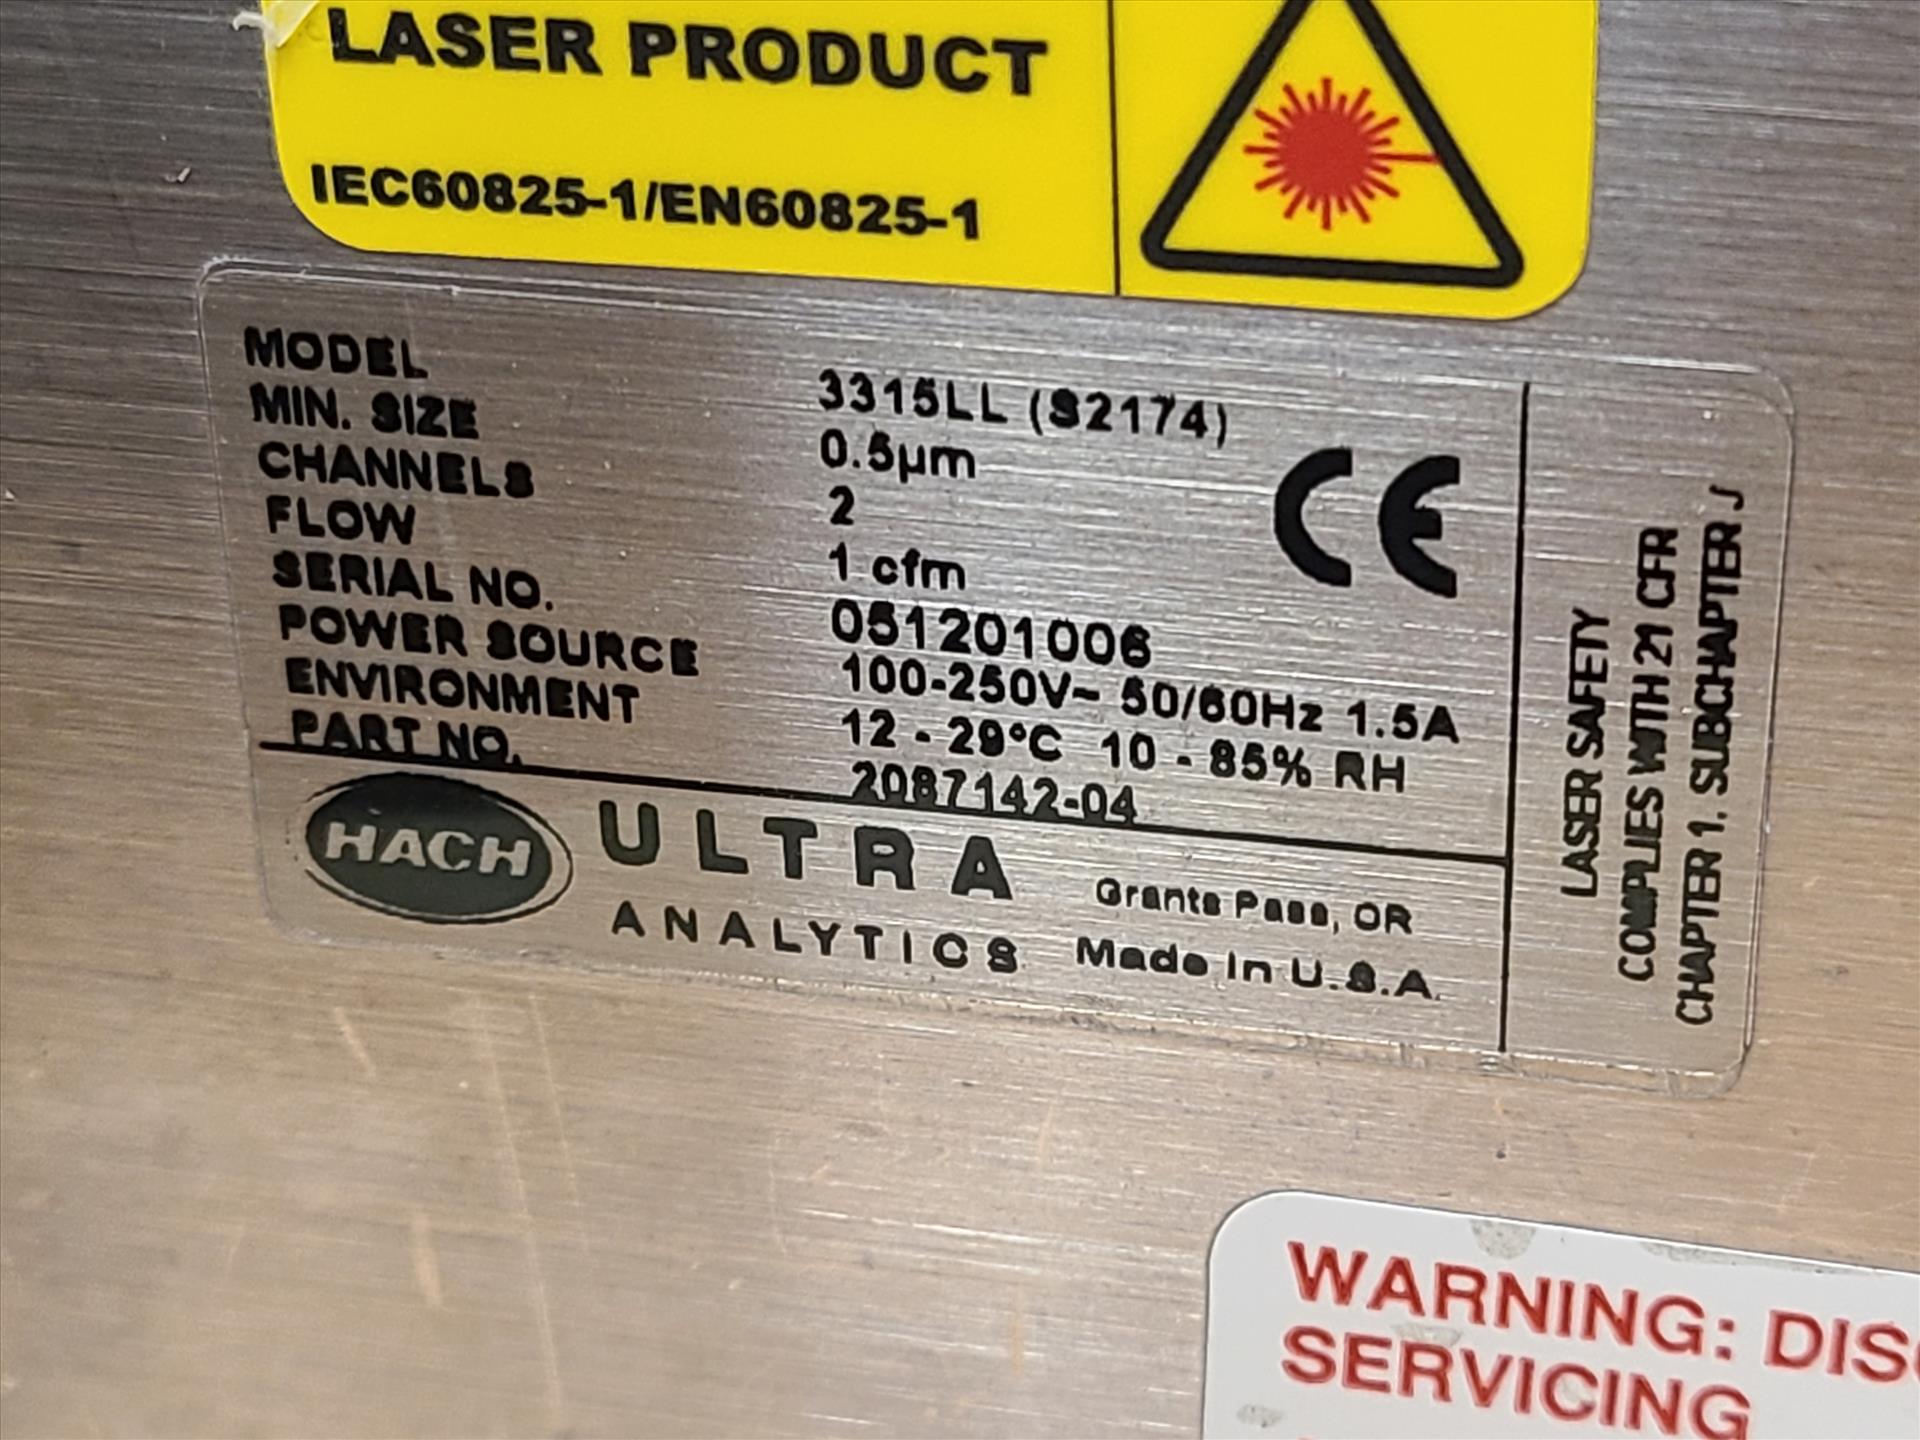 LASER PRODUCT
IEC60825-1/EN60825-1
MODEL 3315LL (S2174)
MIN. SIZE 0.5µm
CHANNELS 2
FLOW 1 cfm
SERIAL NO. 051201006
POWER SOURCE 100-250V~ 50/60Hz 1.5A
ENVIRONMENT 12 - 29°C 10 - 85% RH
PART NO. 2087142-04
CE
HACH ULTRA
ANALYTICS
Grants Pass, OR
Made in U.S.A.
LASER SAFETY
COMPLIES WITH 21 CFR
CHAPTER 1. SUBCHAPTER J
WARNING:
SERVICING